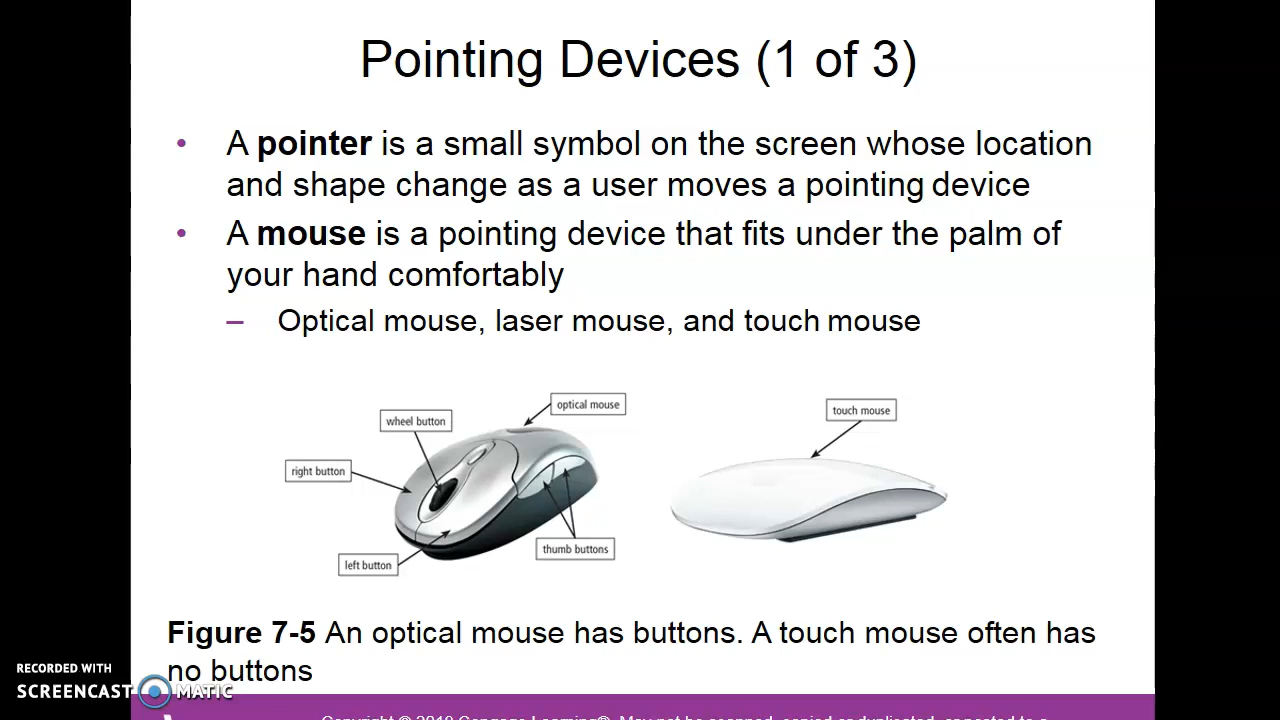 Pointing Devices (1 of 3)
• A pointer is a small symbol on the screen whose location
and shape change as a user moves a pointing device
• A mouse is a pointing device that fits under the palm of
your hand comfortably
– Optical mouse, laser mouse, and touch mouse
optical mouse
wheel button
right button
left button
thumb buttons
touch mouse
Figure 7-5 An optical mouse has buttons. A touch mouse often has
no buttons
RECORDED WITH
SCREENCAST MATIC